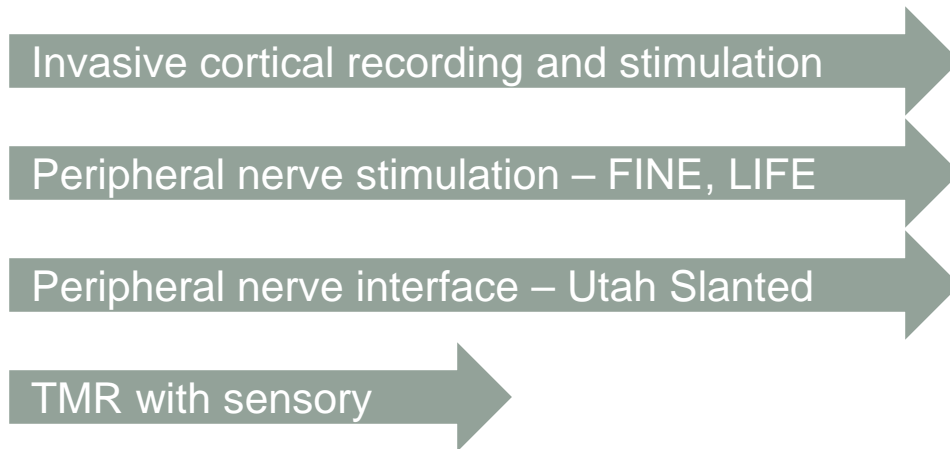 Invasive cortical recording and stimulation
Peripheral nerve stimulation – FINE, LIFE
Peripheral nerve interface – Utah Slanted
TMR with sensory